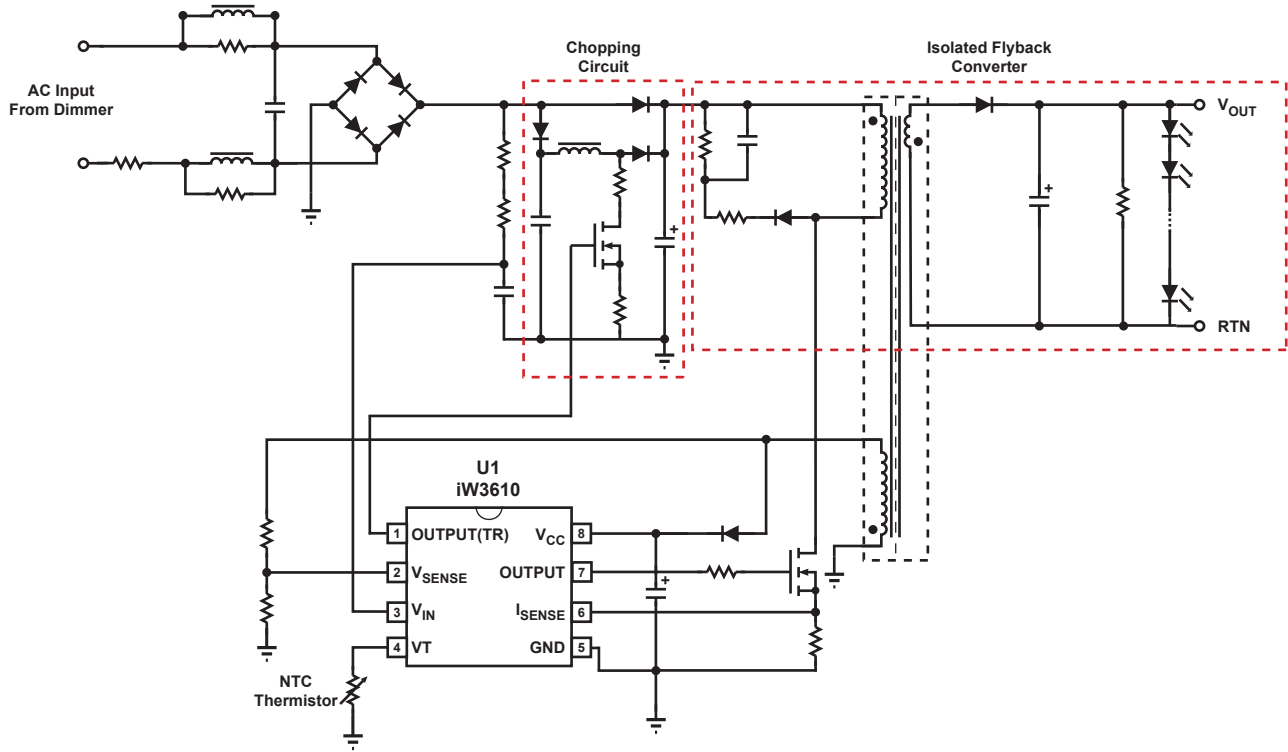 Chopping
Circuit
Isolated Flyback
Converter
AC Input
From Dimmer
+
+
VOUT
RTN
U1
iW3610
1 OUTPUT(TR) VCC 8
2 VSENSE OUTPUT 7
3 VIN ISENSE 6
4 VT GND 5
+
NTC
Thermistor